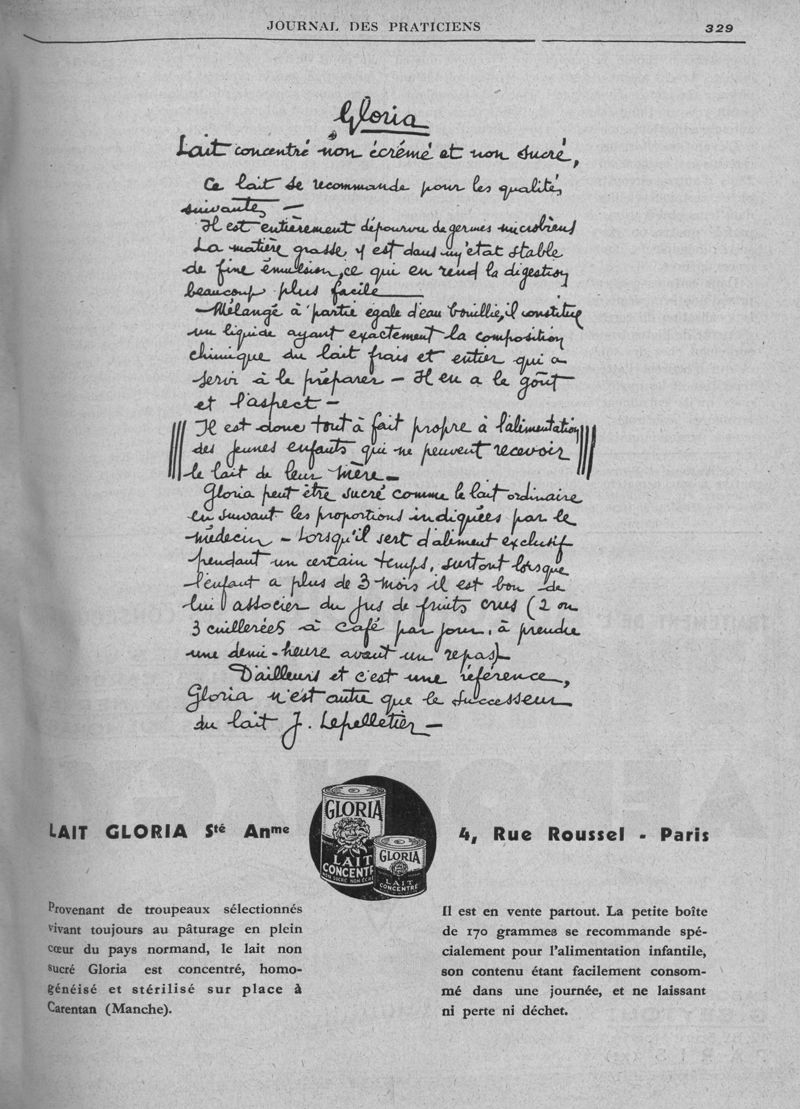 JOURNAL DES PRATICIENS
329
Gloria
Lait concentré non écrémé et non sucré,
Ce lait se recommande pour les qualités
suivantes —
Il est entièrement dépourvu de germes microbiens
La matière grasse y est dans un état stable
de fine émulsion, ce qui en rend la digestion
beaucoup plus facile
— Mélangé à partie égale d'eau bouillie, il constitue
un liquide ayant exactement la composition
chimique du lait frais et entier qui a
servi à le préparer — Il en a le goût
et l'aspect —
Il est donc tout à fait propre à l'alimentation
des jeunes enfants qui ne peuvent recevoir
le lait de leur mère —
Gloria peut être sucré comme le lait ordinaire
en suivant les proportions indiquées par le
médecin — Lorsqu'il sert d'aliment exclusif
pendant un certain temps, surtout lorsque
l'enfant a plus de 3 mois il est bon de
lui associer du jus de fruits crus (2 ou
3 cuillerées à café par jour, à prendre
une demi-heure avant un repas)
D'ailleurs et c'est une référence,
Gloria n'est autre que le successeur
du lait J. Lepelletier —
LAIT GLORIA Sté Anme
GLORIA
LAIT
CONCENTRÉ
NON SUCRÉ NON ÉCRÉMÉ
GLORIA
LAIT
CONCENTRÉ
4, Rue Roussel - Paris
Provenant de troupeaux sélectionnés
vivant toujours au pâturage en plein
cœur du pays normand, le lait non
sucré Gloria est concentré, homo-
généisé et stérilisé sur place à
Carentan (Manche).
Il est en vente partout. La petite boîte
de 170 grammes se recommande spé-
cialement pour l'alimentation infantile,
son contenu étant facilement consom-
mé dans une journée, et ne laissant
ni perte ni déchet.